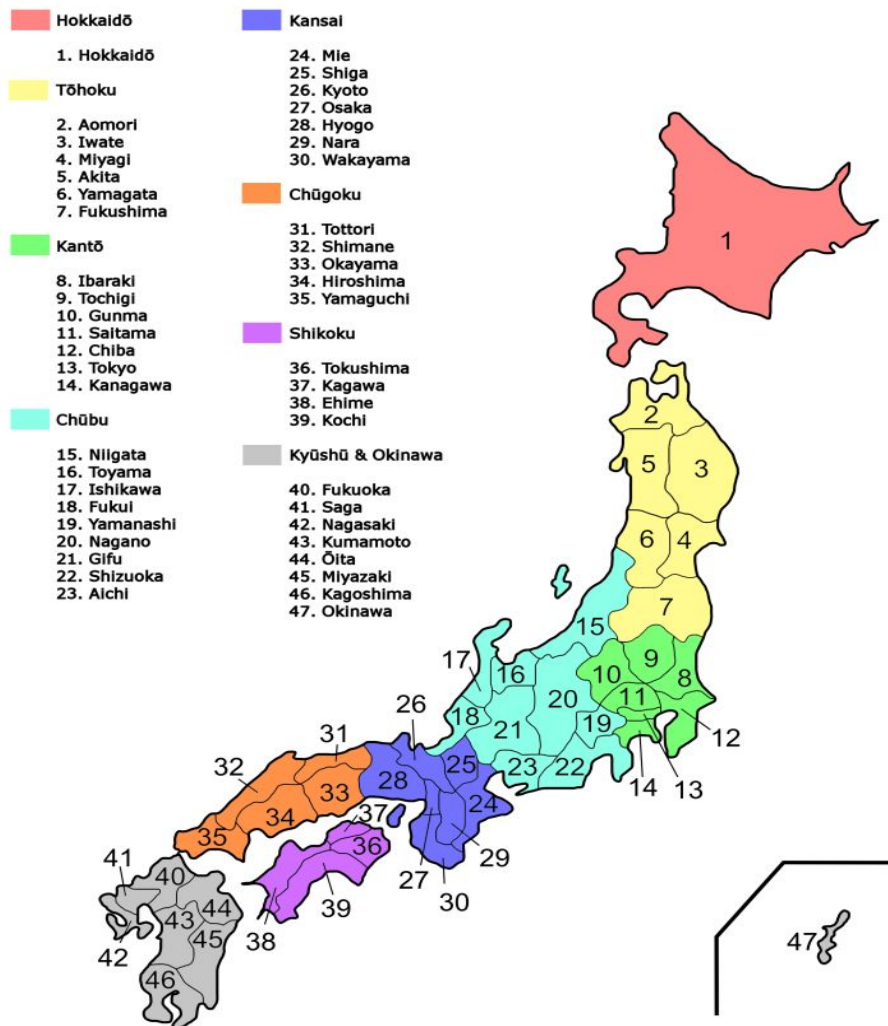 Hokkaidō
1. Hokkaidō
Tōhoku
2. Aomori
3. Iwate
4. Miyagi
5. Akita
6. Yamagata
7. Fukushima
Kantō
8. Ibaraki
9. Tochigi
10. Gunma
11. Saitama
12. Chiba
13. Tokyo
14. Kanagawa
Chūbu
15. Niigata
16. Toyama
17. Ishikawa
18. Fukui
19. Yamanashi
20. Nagano
21. Gifu
22. Shizuoka
23. Aichi
Kansai
24. Mie
25. Shiga
26. Kyoto
27. Osaka
28. Hyogo
29. Nara
30. Wakayama
Chūgoku
31. Tottori
32. Shimane
33. Okayama
34. Hiroshima
35. Yamaguchi
Shikoku
36. Tokushima
37. Kagawa
38. Ehime
39. Kochi
Kyūshū & Okinawa
40. Fukuoka
41. Saga
42. Nagasaki
43. Kumamoto
44. Ōita
45. Miyazaki
46. Kagoshima
47. Okinawa
1
2
5
3
6
4
7
15
17
16
10
9
8
26
20
11
18
21
19
12
31
25
23
22
14
13
32
28
33
24
34
37
35
36
29
41
40
27
30
43
44
39
38
42
45
46
47